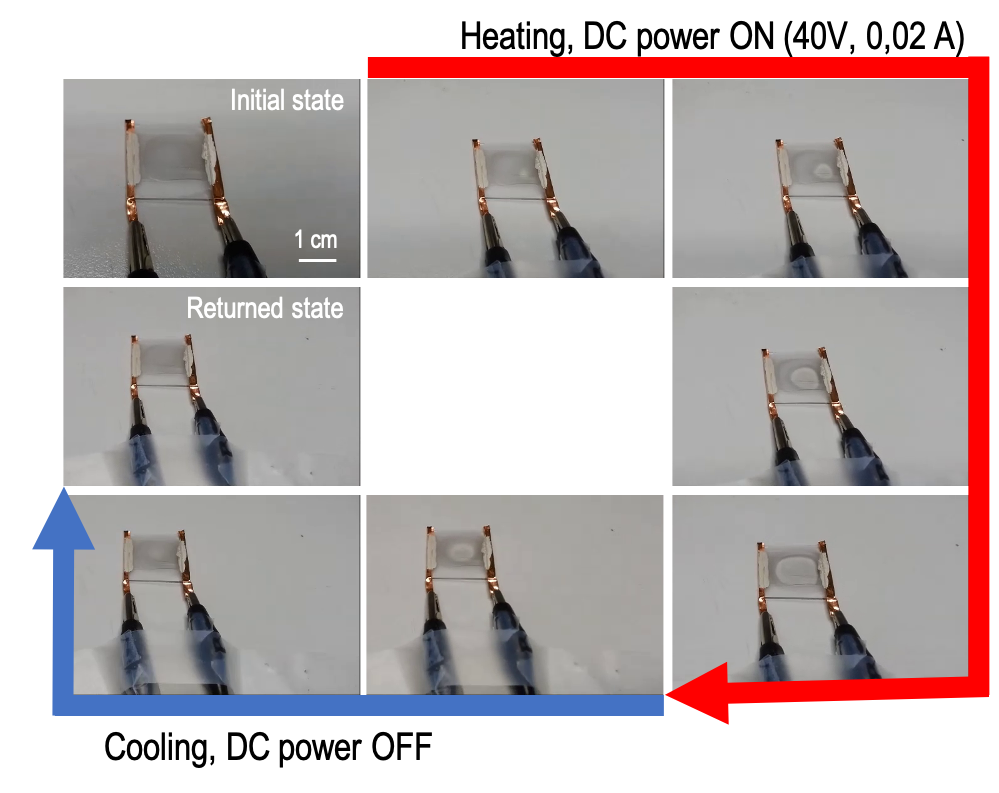 Heating, DC power ON (40V, 0,02 A)
Initial state
1 cm
Returned state
Cooling, DC power OFF